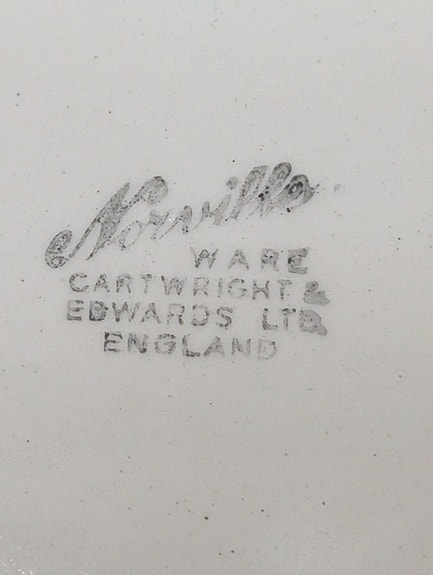 Norville
WARE
CARTWRIGHT &
EDWARDS LTD
ENGLAND